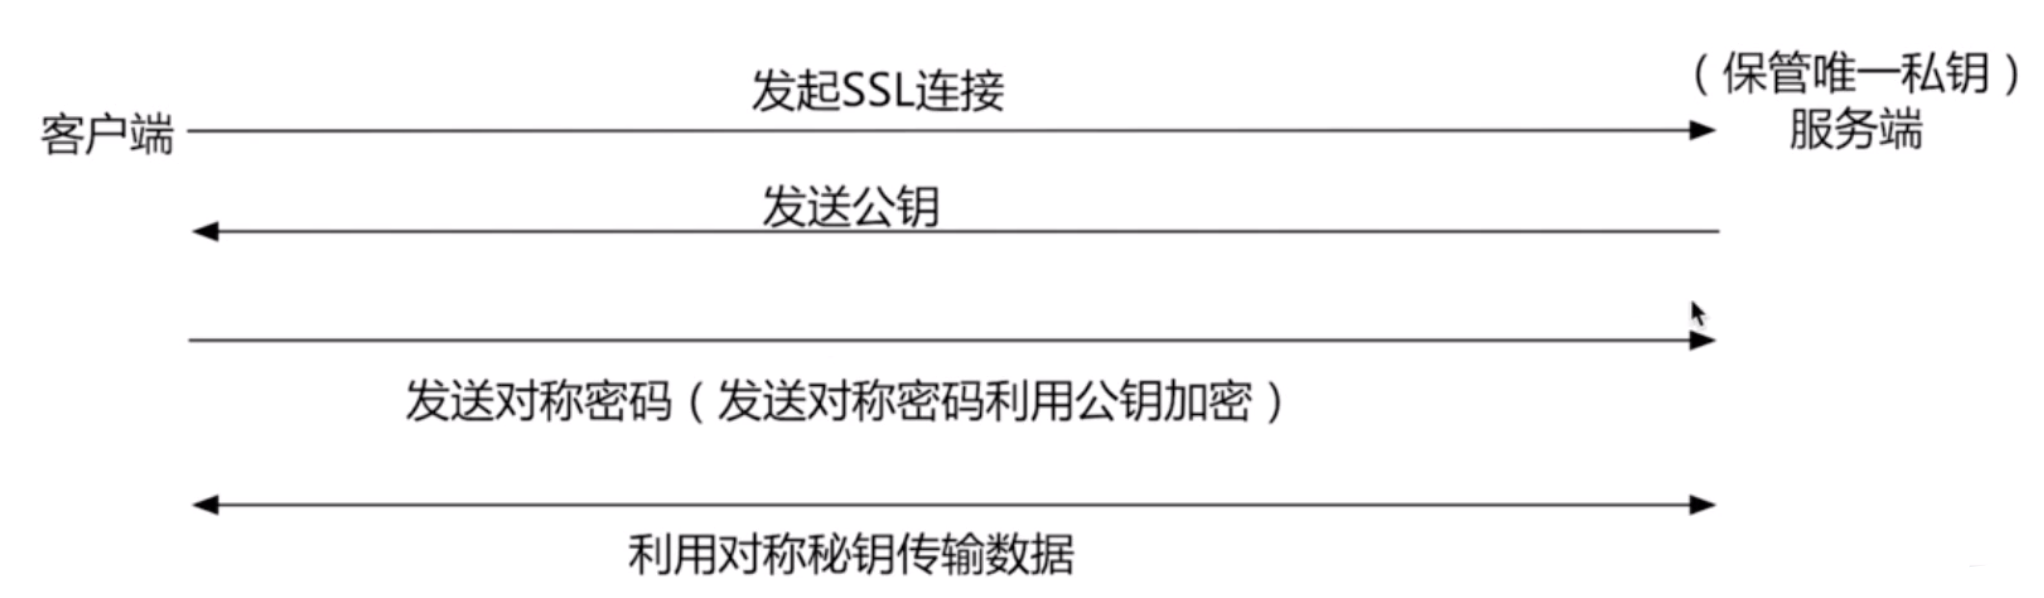 （保管唯一私钥）
发起SSL连接
客户端
服务端
发送公钥
发送对称密码（发送对称密码利用公钥加密）
利用对称秘钥传输数据